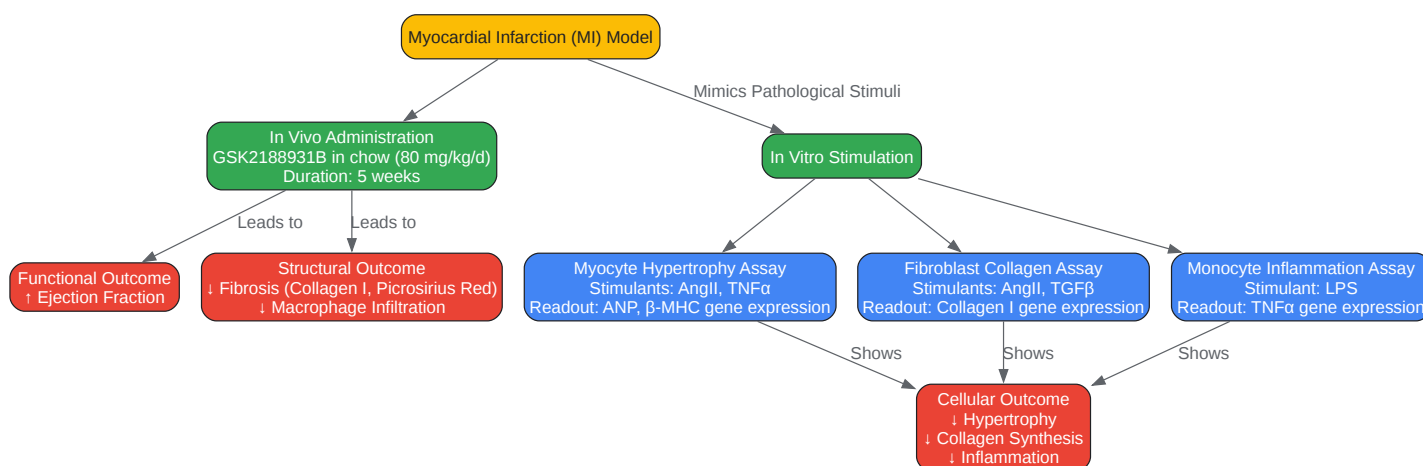 Myocardial Infarction (MI) Model
Mimics Pathological Stimuli
In Vivo Administration
GSK2188931B in chow (80 mg/kg/d)
Duration: 5 weeks
In Vitro Stimulation
Leads to
Leads to
Functional Outcome
↑ Ejection Fraction
Structural Outcome
↓ Fibrosis (Collagen I, Picrosirius Red)
↓ Macrophage Infiltration
Myocyte Hypertrophy Assay
Stimulants: AngII, TNFα
Readout: ANP, β-MHC gene expression
Fibroblast Collagen Assay
Stimulants: AngII, TGFβ
Readout: Collagen I gene expression
Monocyte Inflammation Assay
Stimulant: LPS
Readout: TNFα gene expression
Shows
Shows
Shows
Cellular Outcome
↓ Hypertrophy
↓ Collagen Synthesis
↓ Inflammation